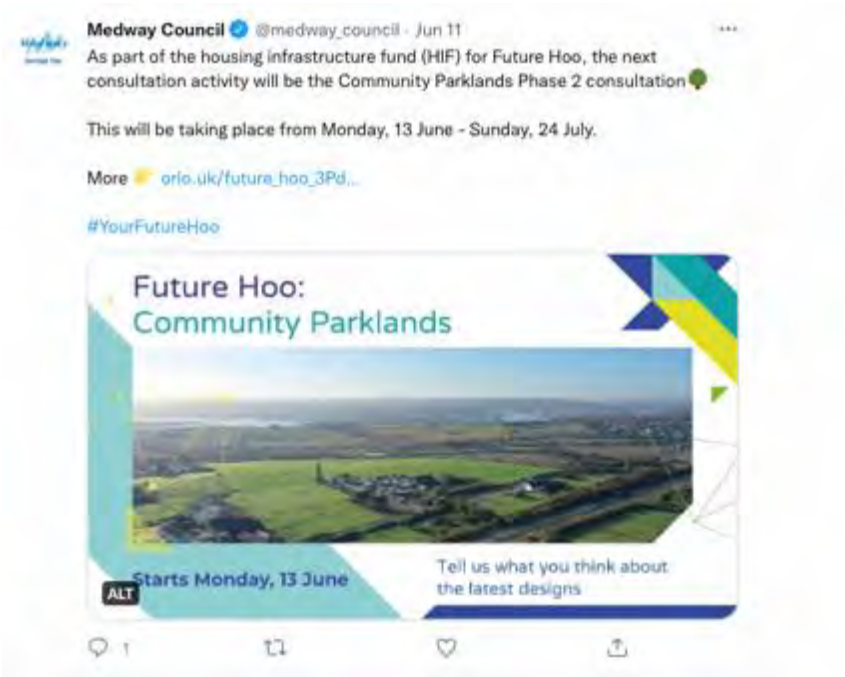 Medway Council @medway_council · Jun 11
As part of the housing infrastructure fund (HIF) for Future Hoo, the next
consultation activity will be the Community Parklands Phase 2 consultation
This will be taking place from Monday, 13 June - Sunday, 24 July.
More orlo.uk/future_hoo_3Pd...
#YourFutureHoo
Future Hoo:
Community Parklands
Starts Monday, 13 June
Tell us what you think about
the latest designs
ALT
1